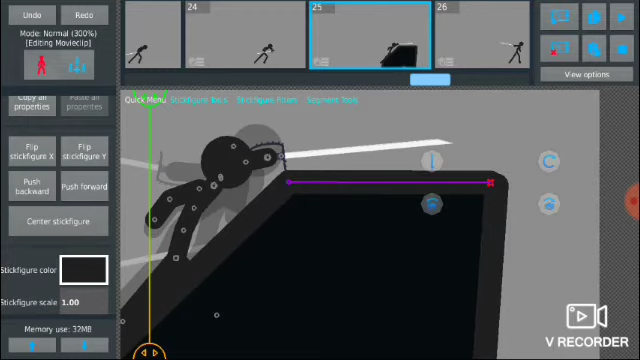 Undo Redo
24
25
26
Mode: Normal (300%)
[Editing Movieclip]
View options
Copy all
properties
Paste all
properties
Quick Menu Stickfigure Tools Stickfigure Filters Segment Tools
Flip
stickfigure X
Flip
stickfigure Y
Push
backward
Push forward
Center stickfigure
Stickfigure color
Stickfigure scale 1.00
Memory use: 32MB
V RECORDER